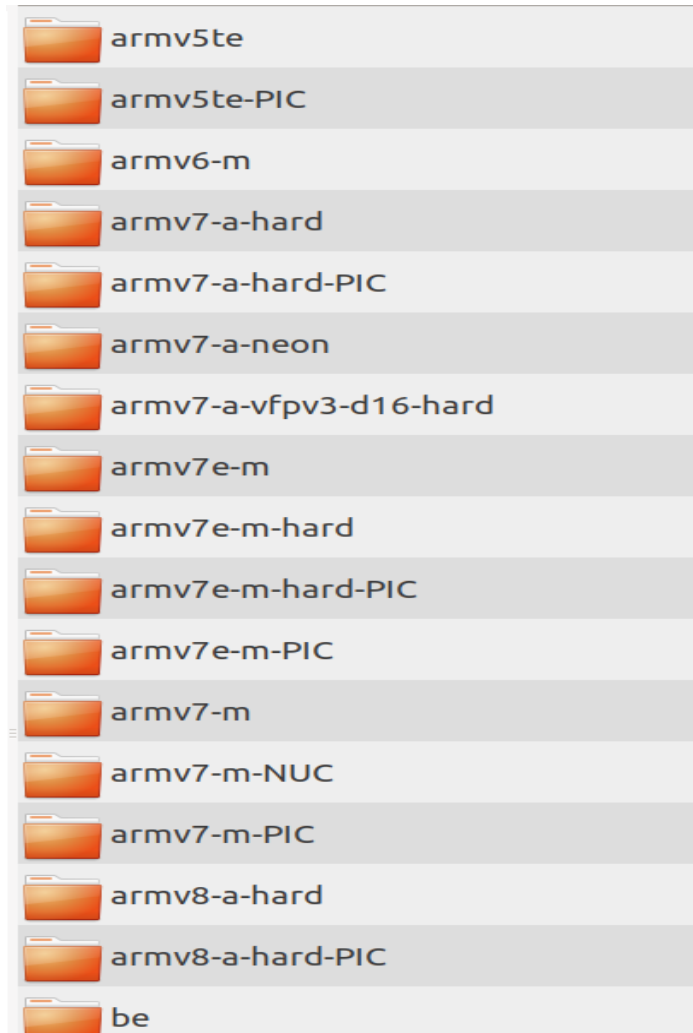 armv5te
armv5te-PIC
armv6-m
armv7-a-hard
armv7-a-hard-PIC
armv7-a-neon
armv7-a-vfpv3-d16-hard
armv7e-m
armv7e-m-hard
armv7e-m-hard-PIC
armv7e-m-PIC
armv7-m
armv7-m-NUC
armv7-m-PIC
armv8-a-hard
armv8-a-hard-PIC
be